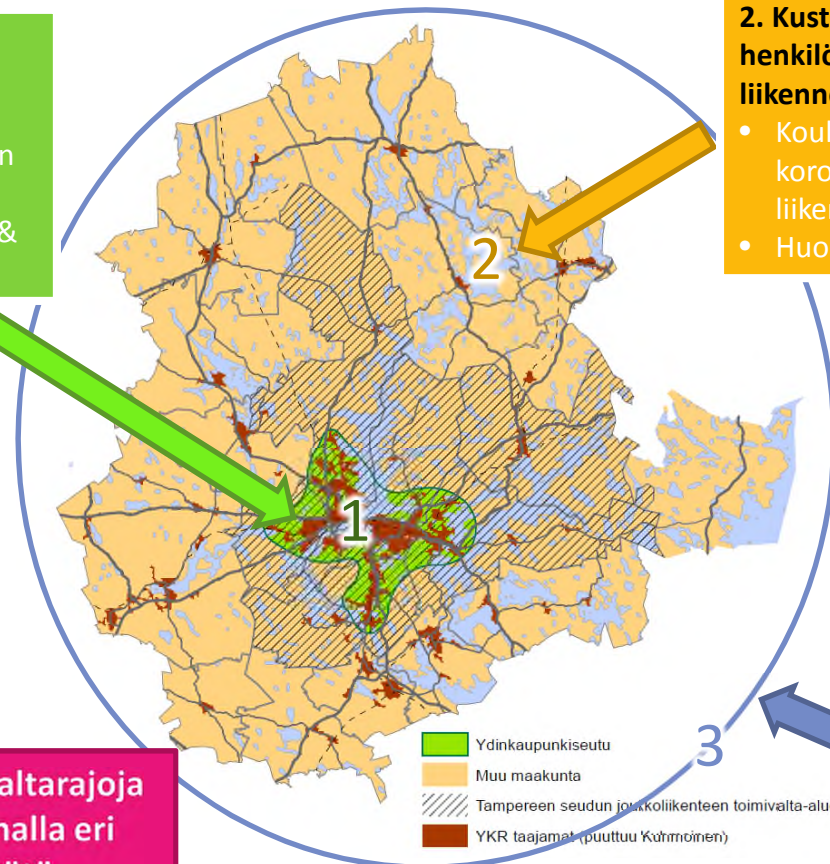 n
&
2. Kust
henkilö
liikenne
• Koul
koro
liiker
• Huo
2
1
3
Ydinkaupunkiseutu
Muu maakunta
Tampereen seudun joukkoliikenteen toimivalta-alu
YKR taajamat (puuttuu Kuhmoinen)
altarajoja
nalla eri